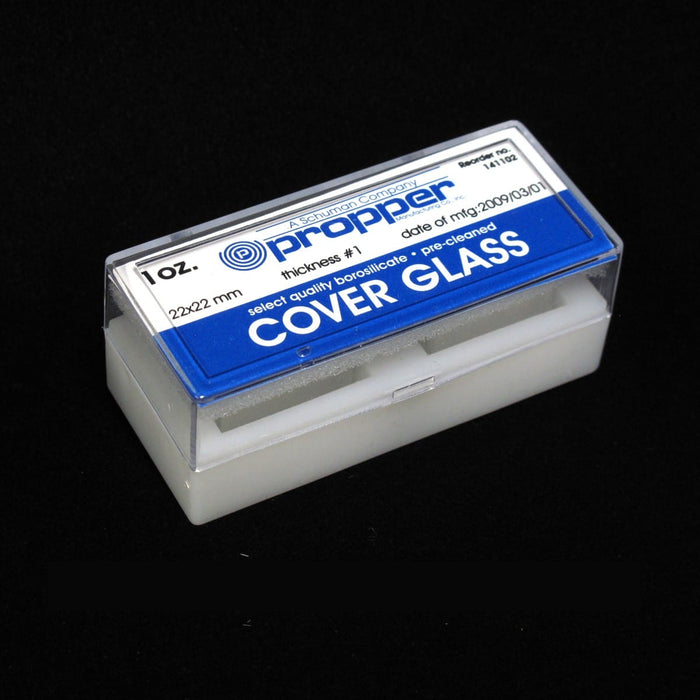 Reorder no.
141102
A Schuman Company
P propper
Manufacturing Co., Inc.
1 oz.
thickness #1
date of mfg:2009/03/01
22x22 mm
select quality borosilicate • pre-cleaned
COVER GLASS